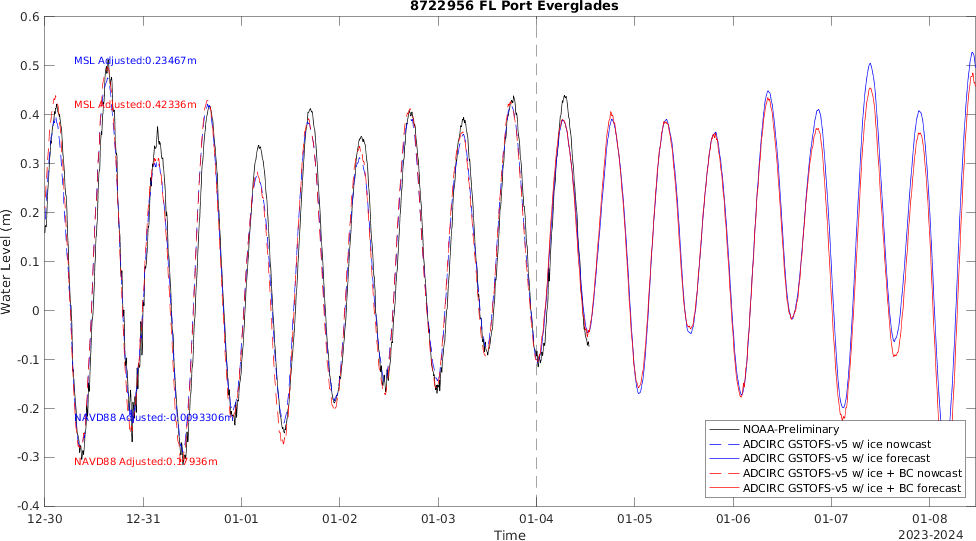 8722956 FL Port Everglades
0.6
0.5
0.4
0.3
0.2
0.1
0
-0.1
-0.2
-0.3
-0.4
Water Level (m)
MSL Adjusted:0.23467m
MSL Adjusted:0.42336m
NAVD88 Adjusted:-0.0093306m
NAVD88 Adjusted:0.17936m
NOAA-Preliminary
ADCIRC GSTOFS-v5 w/ ice nowcast
ADCIRC GSTOFS-v5 w/ ice forecast
ADCIRC GSTOFS-v5 w/ ice + BC nowcast
ADCIRC GSTOFS-v5 w/ ice + BC forecast
12-30 12-31 01-01 01-02 01-03 01-04 01-05 01-06 01-07 01-08
Time
2023-2024